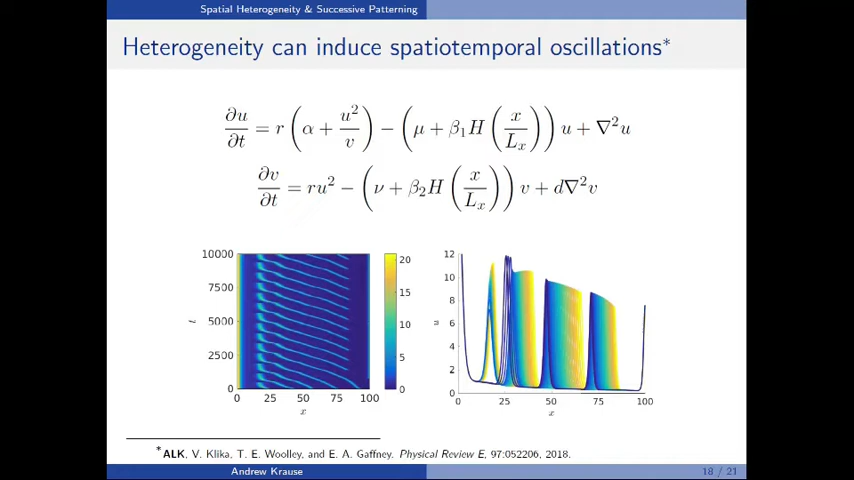 Spatial Heterogeneity & Successive Patterning
Heterogeneity can induce spatiotemporal oscillations*
∂u/∂t = r(α + u²/v) − (μ + β₁H(x/Lₓ))u + ∇²u
∂v/∂t = ru² − (ν + β₂H(x/Lₓ))v + d∇²v
10000
7500
5000
2500
0
t
0 25 50 75 100
x
20
15
10
5
0
12
10
8
6
4
2
0
u
0 25 50 75 100
x
*ALK, V. Klika, T. E. Woolley, and E. A. Gaffney. Physical Review E, 97:052206, 2018.
Andrew Krause 18 / 21